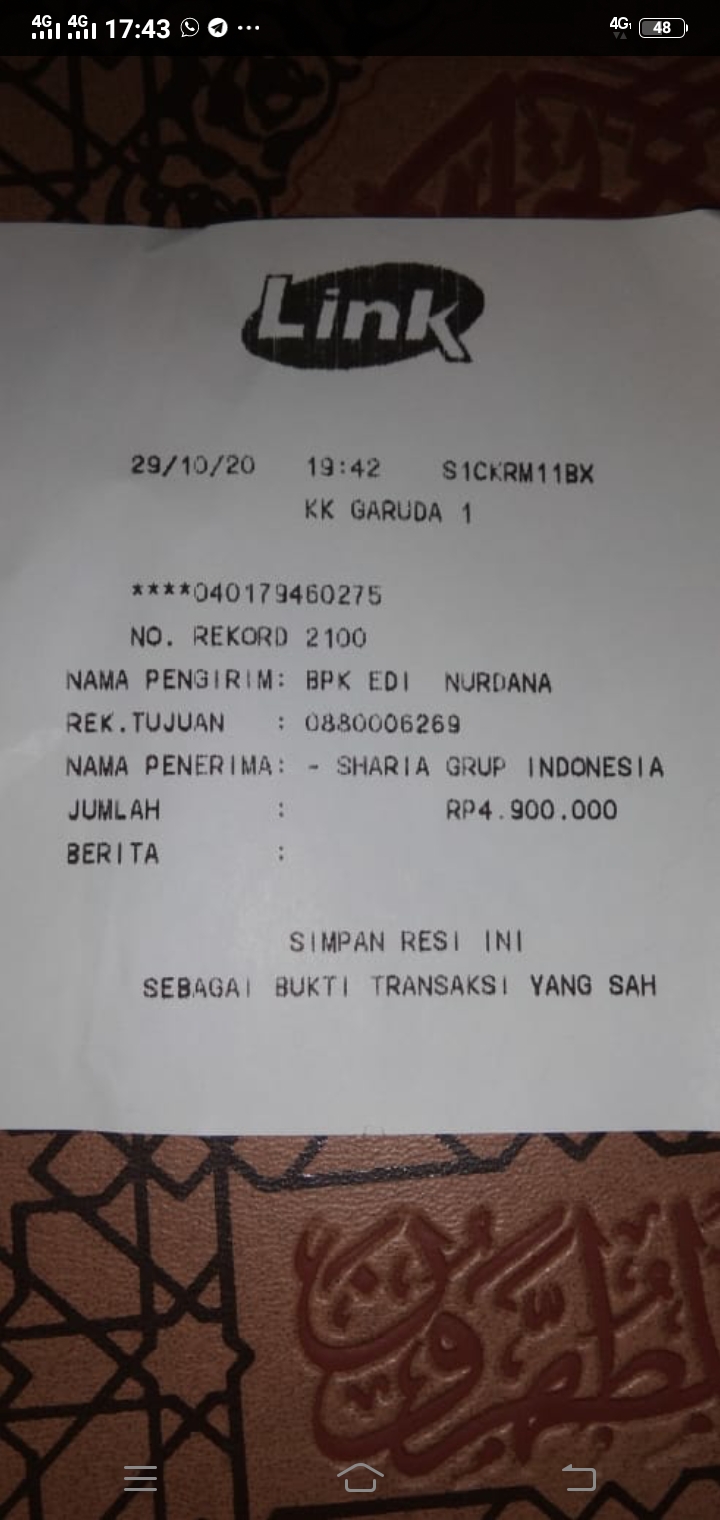 4G 4G 17:43 4G 48
Link
29/10/20 19:42 S1CKRM11BX
KK GARUDA 1
****040179460275
NO. REKORD 2100
NAMA PENGIRIM: BPK EDI NURDANA
REK.TUJUAN : 0880006269
NAMA PENERIMA: - SHARIA GRUP INDONESIA
JUMLAH : RP4.900.000
BERITA :
SIMPAN RESI INI
SEBAGAI BUKTI TRANSAKSI YANG SAH